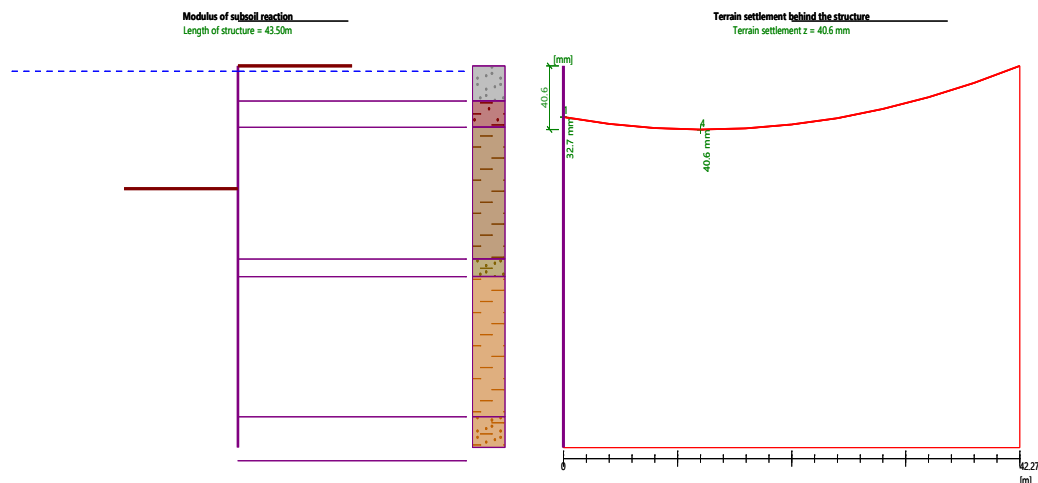 Modulus of subsoil reaction
Length of structure = 43.50m
Terrain settlement behind the structure
Terrain settlement z = 40.6 mm
[mm]
40.6
32.7 mm
40.6 mm
0
42.27
[m]